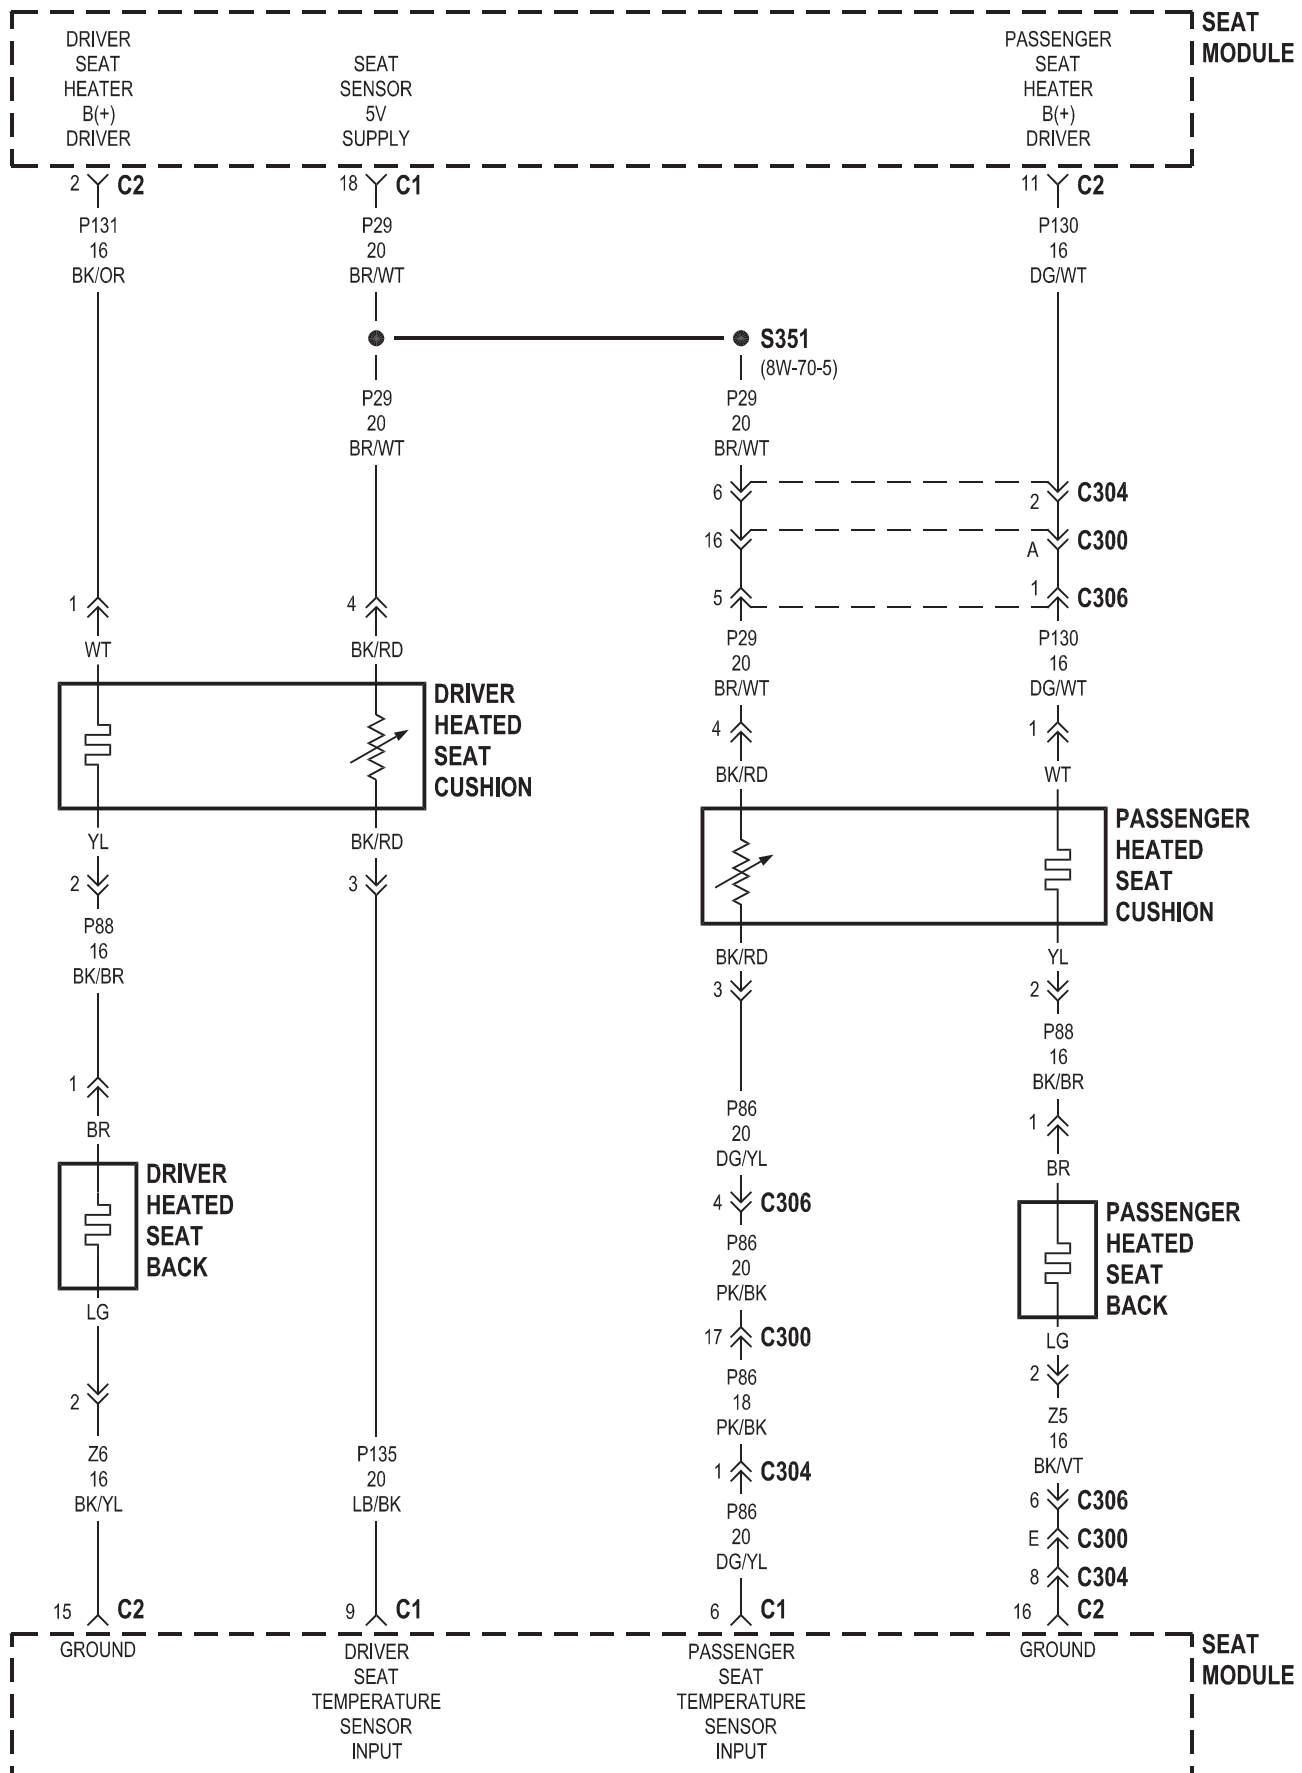 SEAT
MODULE
DRIVER
SEAT
HEATER
B(+)
DRIVER
SEAT
SENSOR
5V
SUPPLY
PASSENGER
SEAT
HEATER
B(+)
DRIVER
2 C2
18 C1
11 C2
P131
16
BK/OR
P29
20
BR/WT
P130
16
DG/WT
S351
(8W-70-5)
P29
20
BR/WT
P29
20
BR/WT
6 2 C304
16 A C300
5 1 C306
1
WT
4
BK/RD
DRIVER
HEATED
SEAT
CUSHION
P29
20
BR/WT
P130
16
DG/WT
4
BK/RD
1
WT
PASSENGER
HEATED
SEAT
CUSHION
YL
2
P88
16
BK/BR
BK/RD
3
BK/RD
3
YL
2
P88
16
BK/BR
1
BR
DRIVER
HEATED
SEAT
BACK
P86
20
DG/YL
4 C306
P86
20
PK/BK
17 C300
P86
18
PK/BK
1 C304
P86
20
DG/YL
1
BR
PASSENGER
HEATED
SEAT
BACK
LG
2
Z6
16
BK/YL
P135
20
LB/BK
LG
2
Z5
16
BK/VT
6 C306
E C300
8 C304
15 C2
9 C1
6 C1
16 C2
GROUND
DRIVER
SEAT
TEMPERATURE
SENSOR
INPUT
PASSENGER
SEAT
TEMPERATURE
SENSOR
INPUT
GROUND
SEAT
MODULE